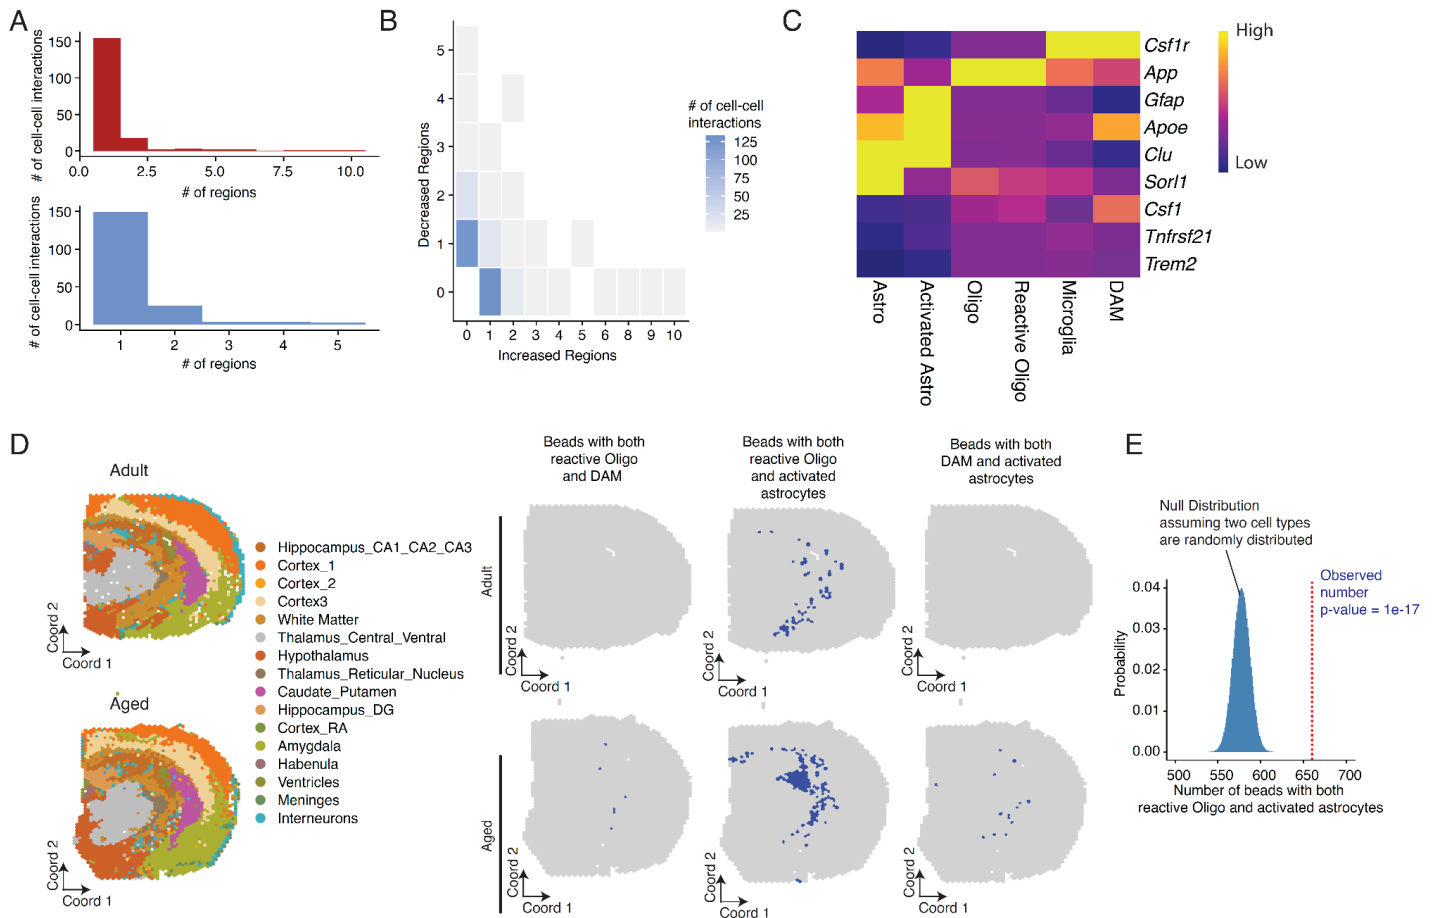 A
# of cell-cell interactions
150
100
50
0
0.0
2.5
5.0
7.5
10.0
# of regions
# of cell-cell interactions
150
100
50
0
1
2
3
4
5
# of regions
B
Decreased Regions
5
4
3
2
1
0
0
1
2
3
4
5
6
8
9
10
Increased Regions
# of cell-cell
interactions
125
100
75
50
25
C
Csf1r
App
Gfap
Apoe
Clu
Sorl1
Csf1
Tnfrsf21
Trem2
Astro
Activated Astro
Oligo
Reactive Oligo
Microglia
DAM
High
Low
D
Adult
Coord 2
Coord 1
Aged
Coord 2
Coord 1
Hippocampus_CA1_CA2_CA3
Cortex_1
Cortex_2
Cortex3
White Matter
Thalamus_Central_Ventral
Hypothalamus
Thalamus_Reticular_Nucleus
Caudate_Putamen
Hippocampus_DG
Cortex_RA
Amygdala
Habenula
Ventricles
Meninges
Interneurons
Beads with both
reactive Oligo
and DAM
Beads with both
reactive Oligo
and activated
astrocytes
Beads with both
DAM and activated
astrocytes
Adult
Coord 2
Coord 1
Coord 2
Coord 1
Coord 2
Coord 1
Aged
Coord 2
Coord 1
Coord 2
Coord 1
Coord 2
Coord 1
E
Null Distribution
assuming two cell types
are randomly distributed
Observed
number
p-value = 1e-17
Probability
0.04
0.03
0.02
0.01
0.00
500
550
600
650
700
Number of beads with both
reactive Oligo and activated astrocytes